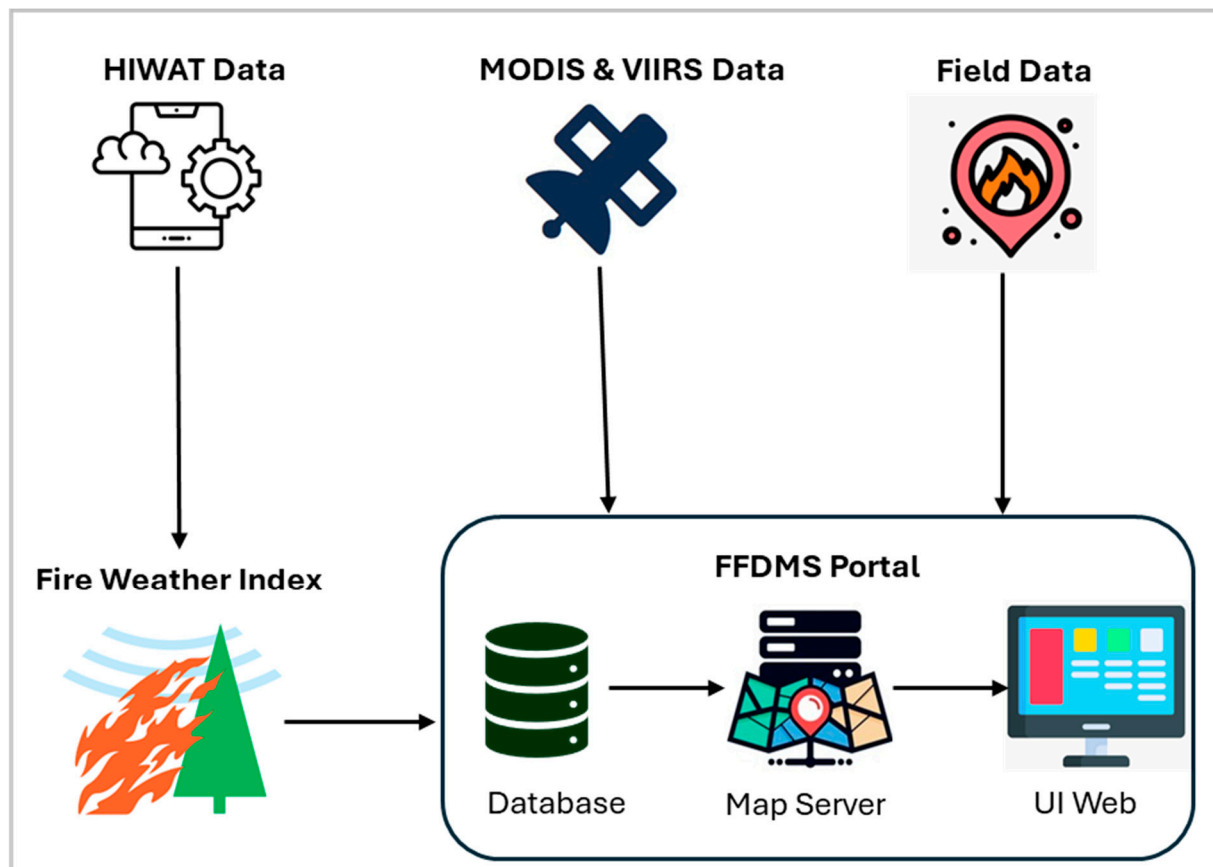 HIWAT Data
MODIS & VIIRS Data
Field Data
Fire Weather Index
FFDMS Portal
Database
Map Server
UI Web